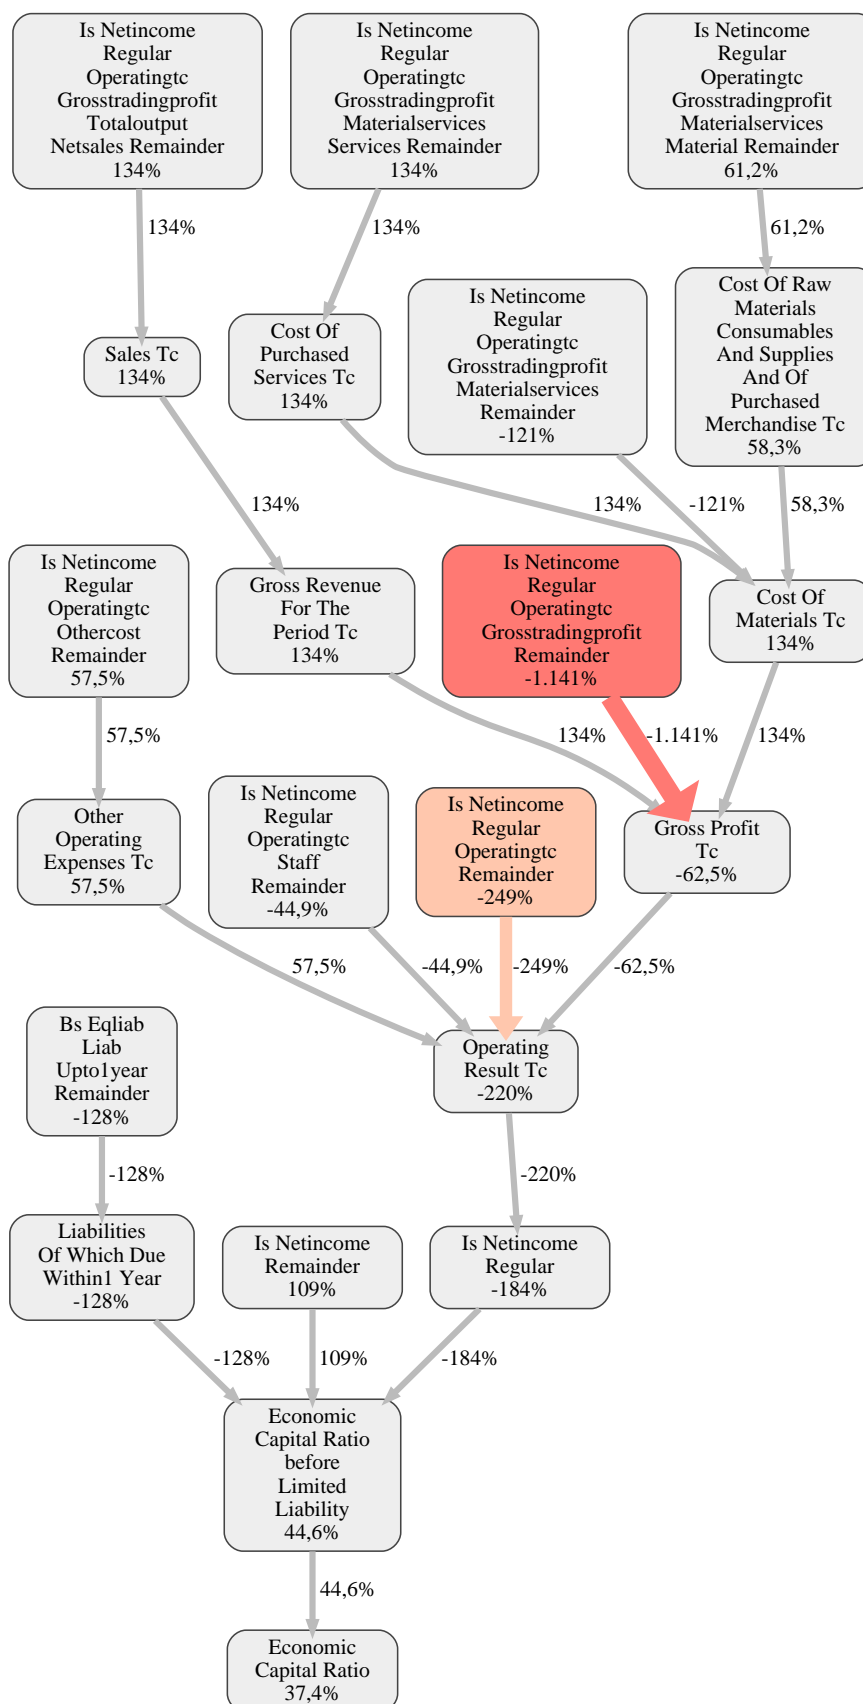 Is Netincome
Regular
Operatingtc
Grosstradingprofit
Totaloutput
Netsales Remainder
134%
Is Netincome
Regular
Operatingtc
Grosstradingprofit
Materialservices
Services Remainder
134%
Is Netincome
Regular
Operatingtc
Grosstradingprofit
Materialservices
Material Remainder
61,2%
134%
134%
61,2%
Sales Tc
134%
Cost Of
Purchased
Services Tc
134%
Is Netincome
Regular
Operatingtc
Grosstradingprofit
Materialservices
Remainder
-121%
Cost Of Raw
Materials
Consumables
And Supplies
And Of
Purchased
Merchandise Tc
58,3%
134%
134%
-121%
58,3%
Is Netincome
Regular
Operatingtc
Othercost
Remainder
57,5%
Gross Revenue
For The
Period Tc
134%
Is Netincome
Regular
Operatingtc
Grosstradingprofit
Remainder
-1.141%
Cost Of
Materials Tc
134%
57,5%
134%
-1.141%
134%
Other
Operating
Expenses Tc
57,5%
Is Netincome
Regular
Operatingtc
Staff
Remainder
-44,9%
Is Netincome
Regular
Operatingtc
Remainder
-249%
Gross Profit
Tc
-62,5%
57,5%
-44,9%
-249%
-62,5%
Bs Eqliab
Liab
Upto1year
Remainder
-128%
Operating
Result Tc
-220%
-128%
-220%
Liabilities
Of Which Due
Within1 Year
-128%
Is Netincome
Remainder
109%
Is Netincome
Regular
-184%
-128%
109%
-184%
Economic
Capital Ratio
before
Limited
Liability
44,6%
44,6%
Economic
Capital Ratio
37,4%